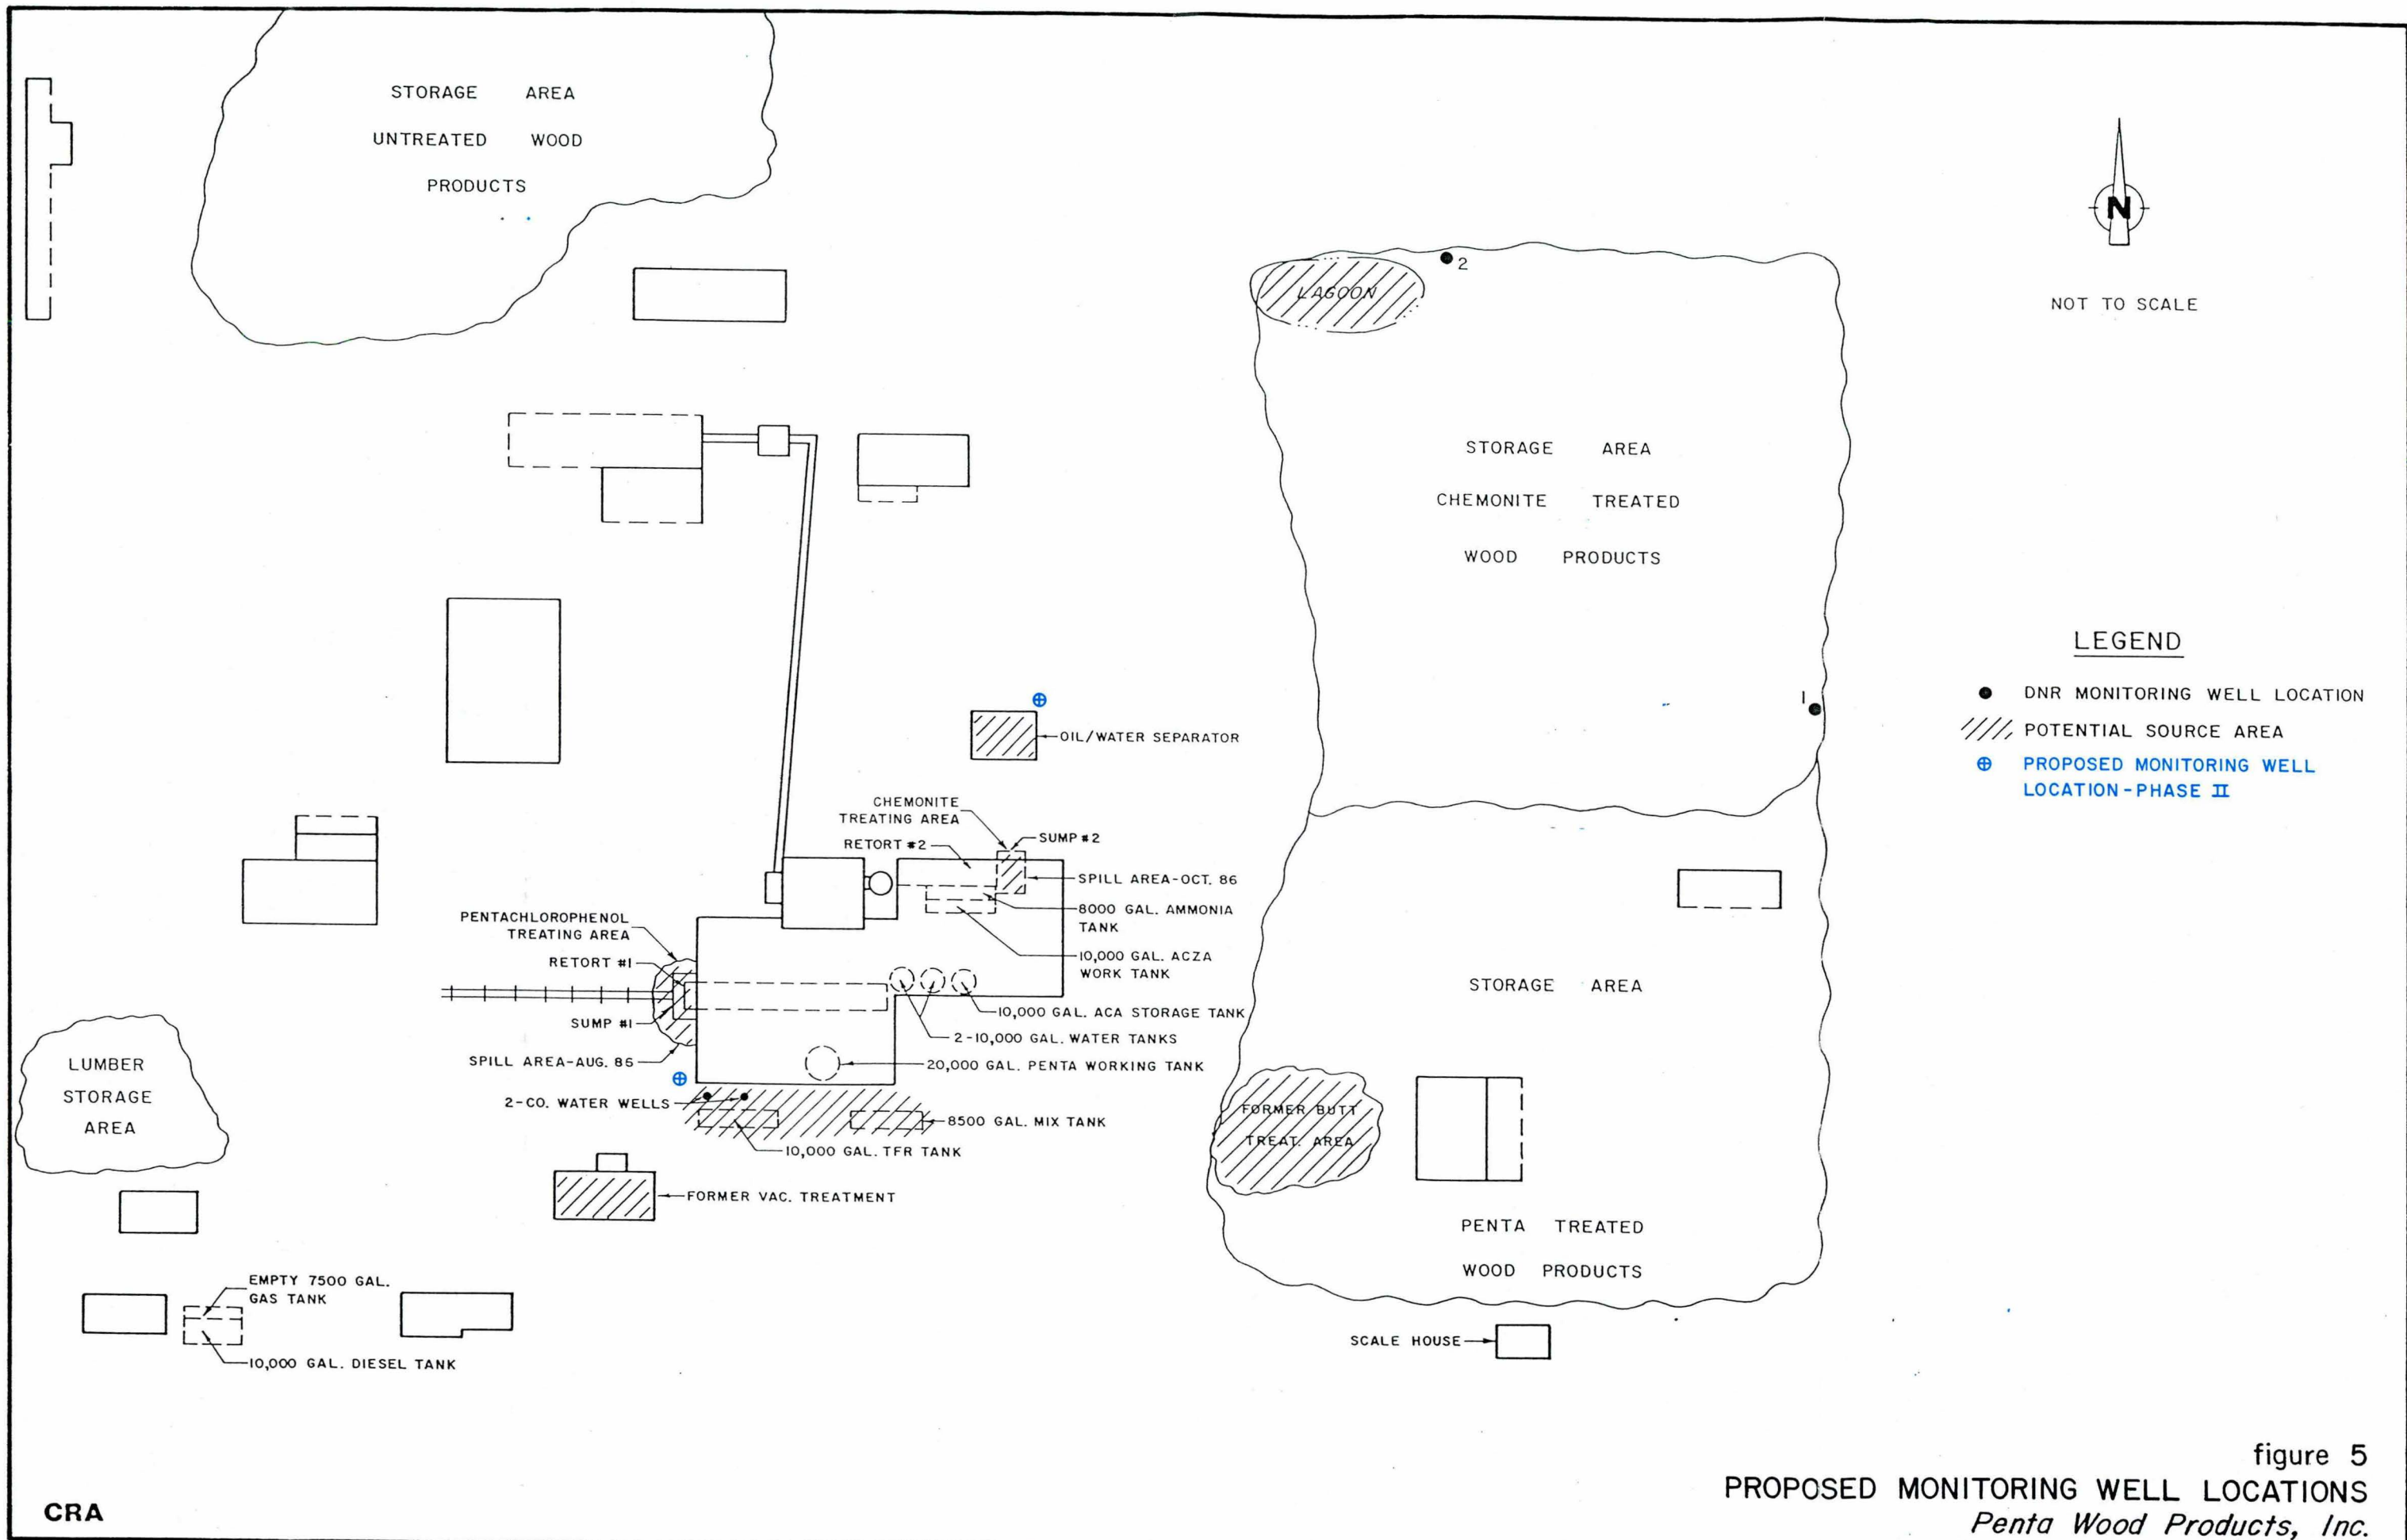 STORAGE AREA
UNTREATED WOOD
PRODUCTS
N
NOT TO SCALE
LAGOON
2
STORAGE AREA
CHEMONITE TREATED
WOOD PRODUCTS
1
LEGEND
DNR MONITORING WELL LOCATION
POTENTIAL SOURCE AREA
PROPOSED MONITORING WELL
LOCATION-PHASE II
OIL/WATER SEPARATOR
CHEMONITE
TREATING AREA
RETORT #2
SUMP #2
SPILL AREA-OCT. 86
8000 GAL. AMMONIA
TANK
10,000 GAL. ACZA
WORK TANK
PENTACHLOROPHENOL
TREATING AREA
RETORT #1
SUMP #1
SPILL AREA-AUG. 86
10,000 GAL. ACA STORAGE TANK
2-10,000 GAL. WATER TANKS
20,000 GAL. PENTA WORKING TANK
2-CO. WATER WELLS
8500 GAL. MIX TANK
10,000 GAL. TFR TANK
FORMER VAC. TREATMENT
LUMBER
STORAGE
AREA
EMPTY 7500 GAL.
GAS TANK
10,000 GAL. DIESEL TANK
STORAGE AREA
FORMER BUTT
TREAT. AREA
PENTA TREATED
WOOD PRODUCTS
SCALE HOUSE
CRA
figure 5
PROPOSED MONITORING WELL LOCATIONS
Penta Wood Products, Inc.